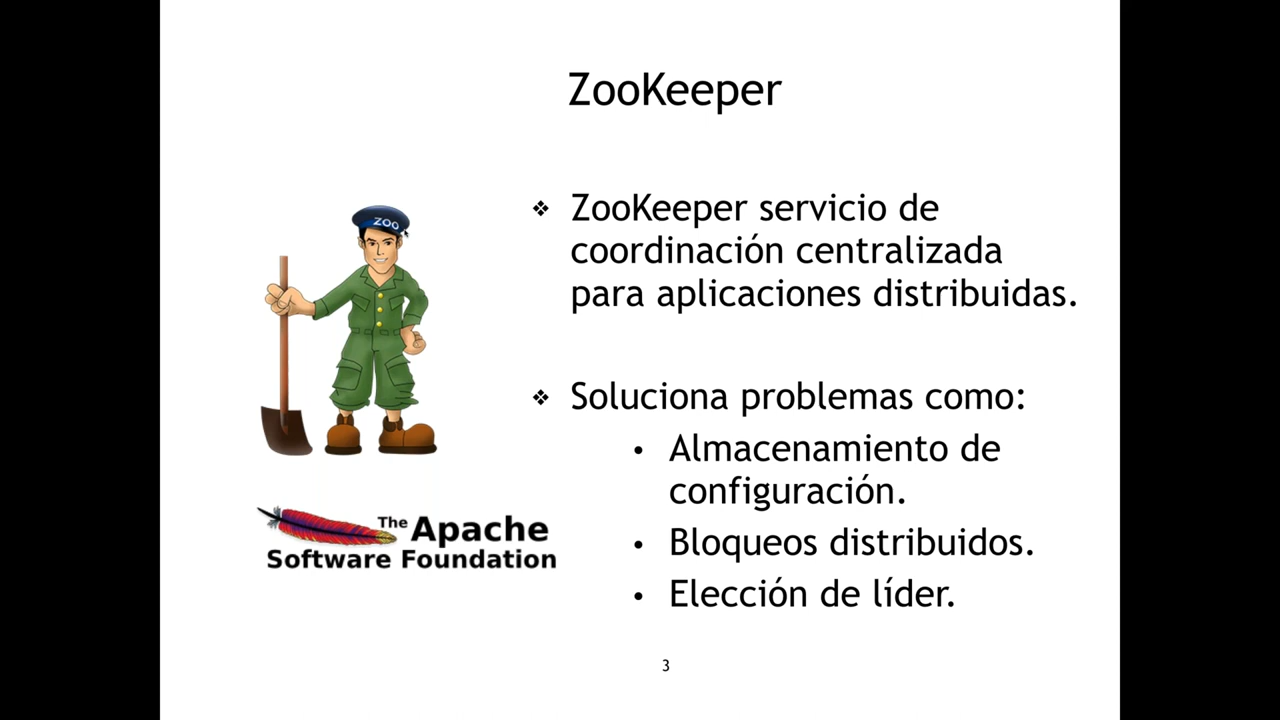 ZooKeeper
ZOO
❖ ZooKeeper servicio de
coordinación centralizada
para aplicaciones distribuidas.
❖ Soluciona problemas como:
• Almacenamiento de
configuración.
• Bloqueos distribuidos.
• Elección de líder.
The Apache
Software Foundation
3